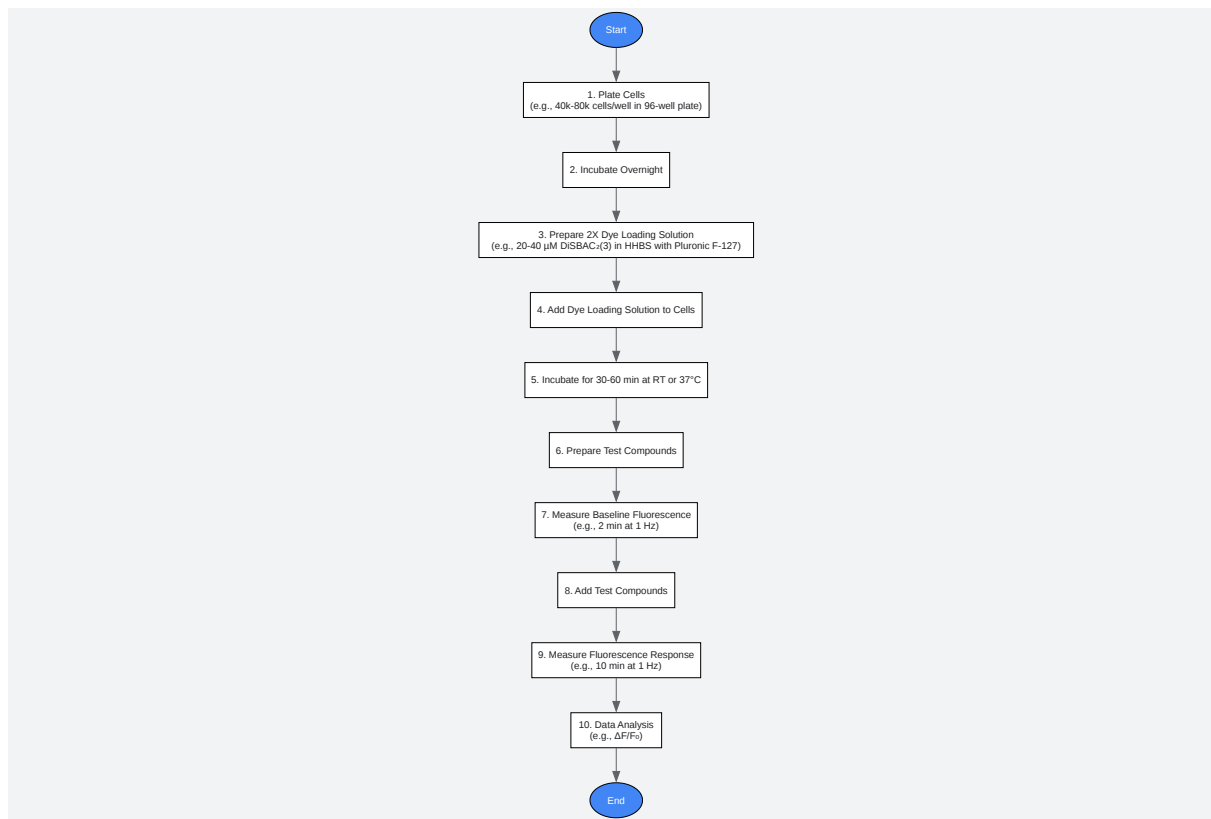 Start
1. Plate Cells
(e.g., 40k-80k cells/well in 96-well plate)
2. Incubate Overnight
3. Prepare 2X Dye Loading Solution
(e.g., 20-40 µM DiSBAC₂(3) in HHBS with Pluronic F-127)
4. Add Dye Loading Solution to Cells
5. Incubate for 30-60 min at RT or 37°C
6. Prepare Test Compounds
7. Measure Baseline Fluorescence
(e.g., 2 min at 1 Hz)
8. Add Test Compounds
9. Measure Fluorescence Response
(e.g., 10 min at 1 Hz)
10. Data Analysis
(e.g., ΔF/F₀)
End